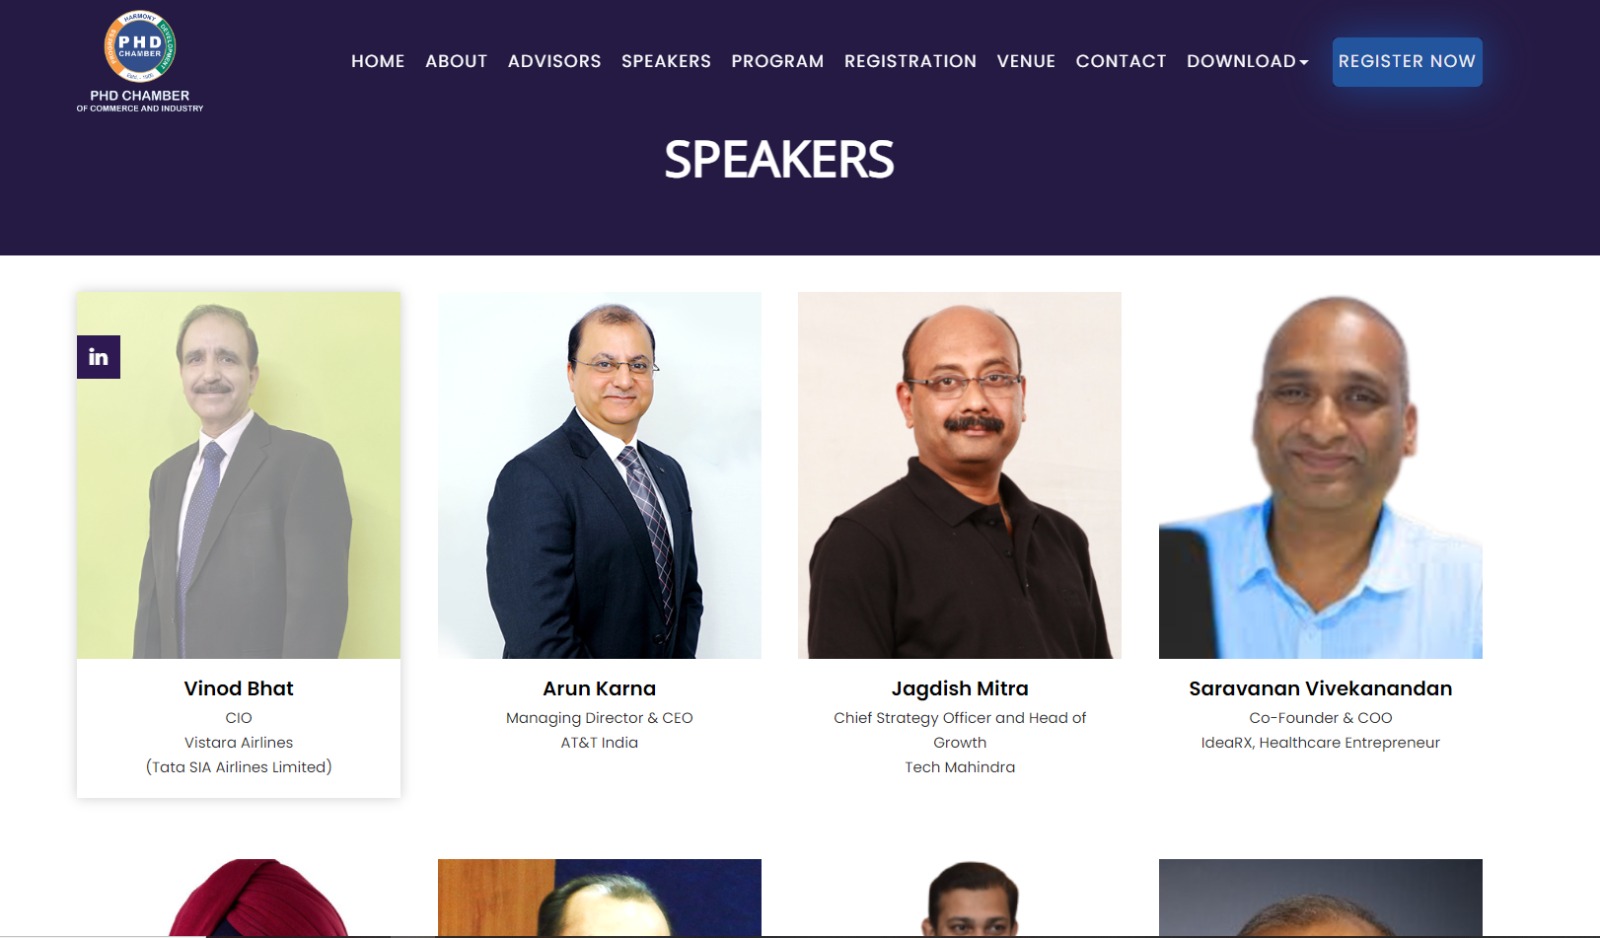 HARMONY
PROGRESS
DEVELOPMENT
PHD
CHAMBER
PHD CHAMBER
OF COMMERCE AND INDUSTRY
HOME ABOUT ADVISORS SPEAKERS PROGRAM REGISTRATION VENUE CONTACT DOWNLOAD REGISTER NOW
SPEAKERS
in
Vinod Bhat
CIO
Vistara Airlines
(Tata SIA Airlines Limited)
Arun Karna
Managing Director & CEO
AT&T India
Jagdish Mitra
Chief Strategy Officer and Head of
Growth
Tech Mahindra
Saravanan Vivekanandan
Co-Founder & COO
IdeaRX, Healthcare Entrepreneur